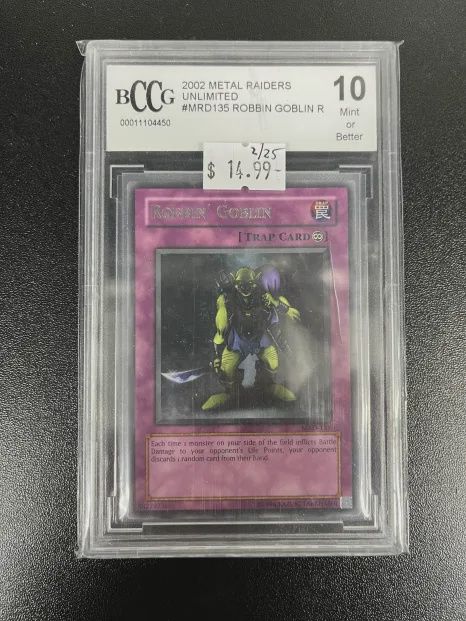 BCCG
00011104450
2002 METAL RAIDERS
UNLIMITED
#MRD135 ROBBIN GOBLIN R
10
Mint
or
Better
2/25
$ 14.99-
ROBBIN' GOBLIN
罠
[TRAP CARD
Each time 1 monster on your side of the field inflicts Battle
Damage to your opponent's Life Points, your opponent
discards 1 random card from their hand.